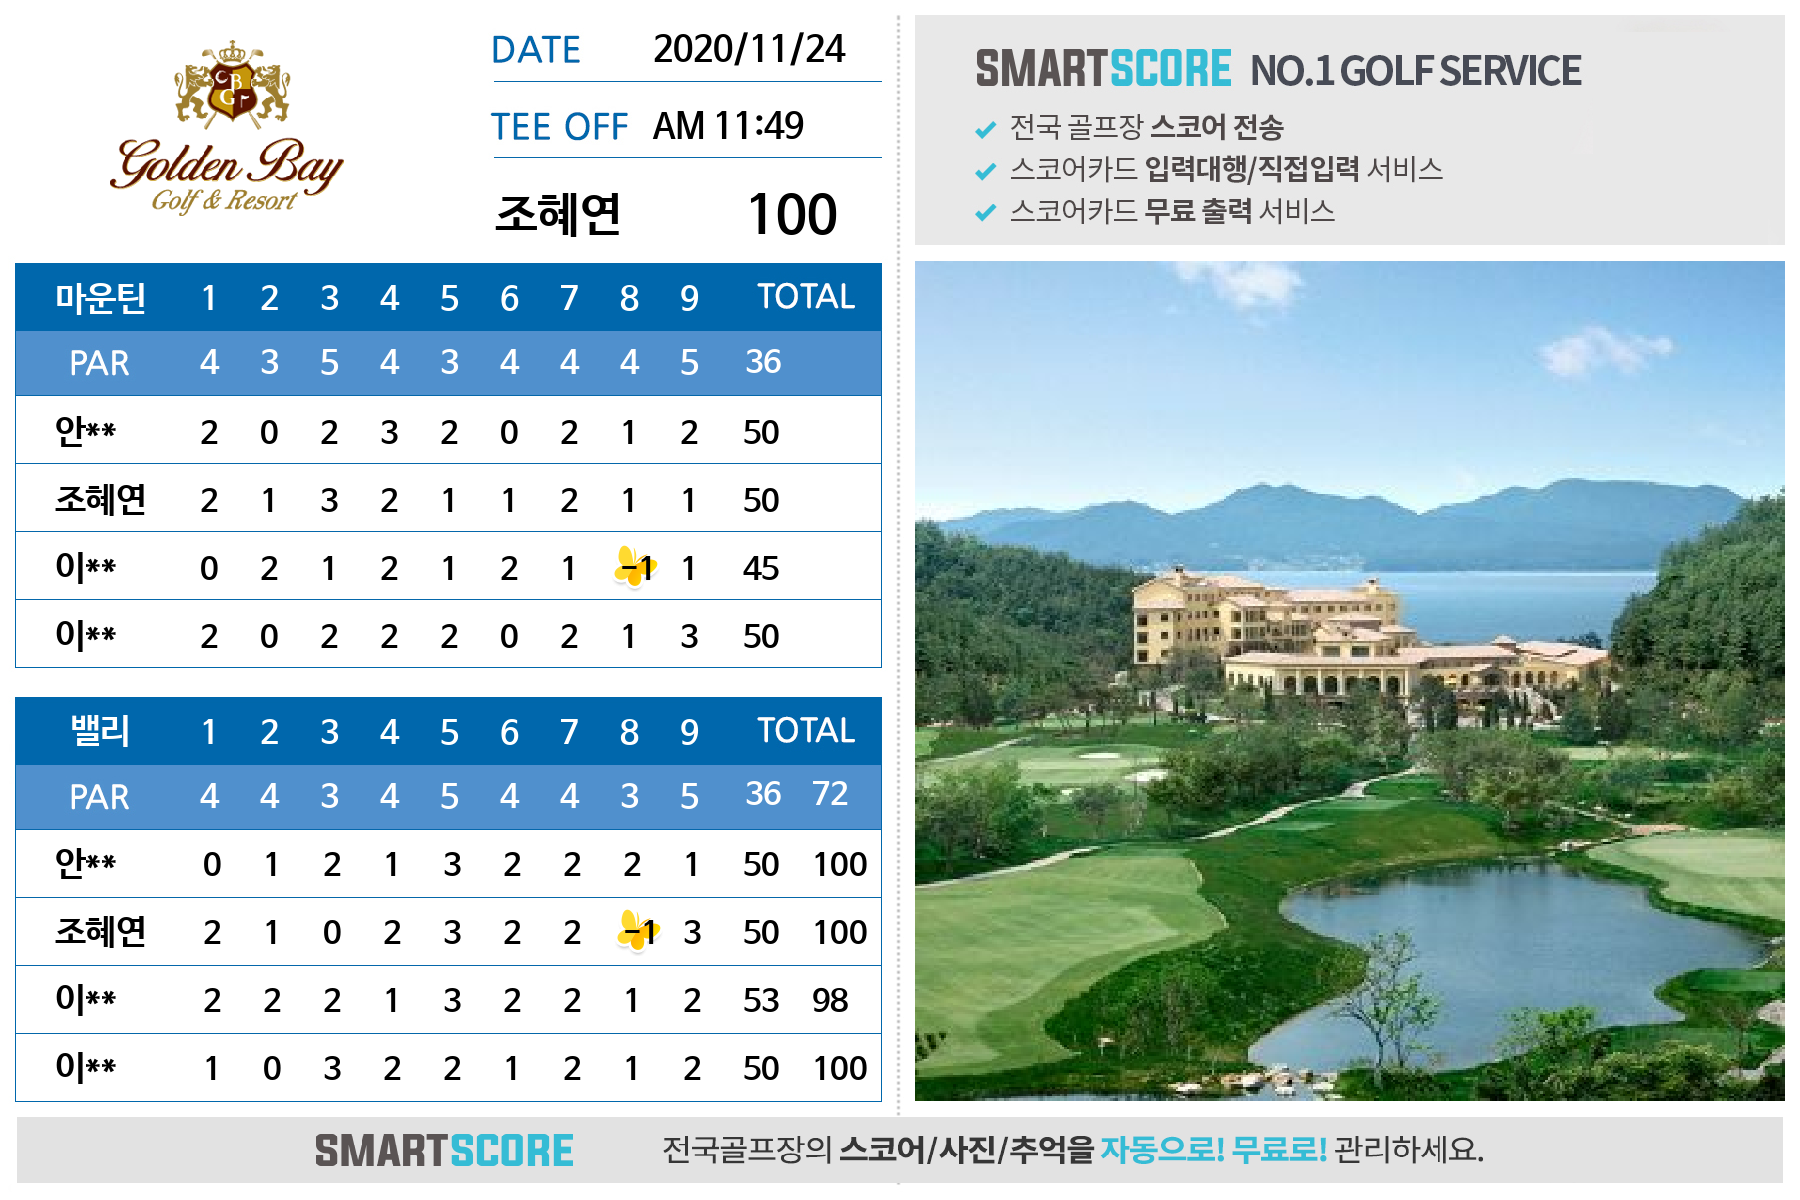 CBGR
Golden Bay
Golf & Resort
DATE 2020/11/24
TEE OFF AM 11:49
조혜연 100
마운틴 1 2 3 4 5 6 7 8 9 TOTAL
PAR 4 3 5 4 3 4 4 4 5 36
안** 2 0 2 3 2 0 2 1 2 50
조혜연 2 1 3 2 1 1 2 1 1 50
이** 0 2 1 2 1 2 1 -1 1 45
이** 2 0 2 2 2 0 2 1 3 50
밸리 1 2 3 4 5 6 7 8 9 TOTAL
PAR 4 4 3 4 5 4 4 3 5 36 72
안** 0 1 2 1 3 2 2 2 1 50 100
조혜연 2 1 0 2 3 2 2 -1 3 50 100
이** 2 2 2 1 3 2 2 1 2 53 98
이** 1 0 3 2 2 1 2 1 2 50 100
SMARTSCORE NO.1 GOLF SERVICE
전국 골프장 스코어 전송
스코어카드 입력대행/직접입력 서비스
스코어카드 무료 출력 서비스
SMARTSCORE 전국골프장의 스코어/사진/추억을 자동으로! 무료로! 관리하세요.